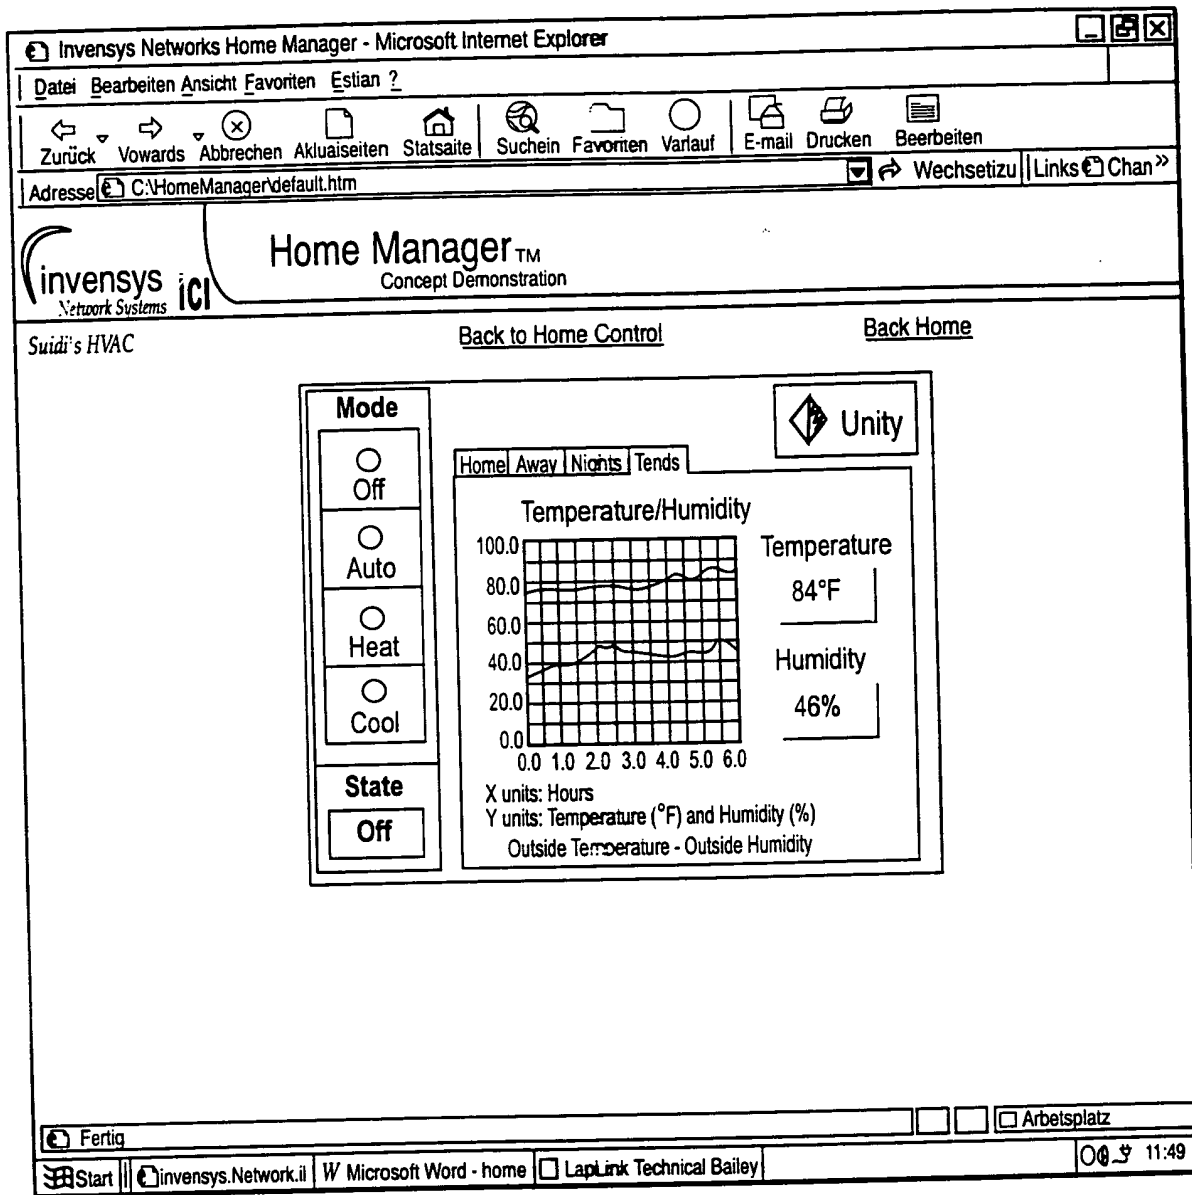 Invensys Networks Home Manager - Microsoft Internet Explorer
Datei Bearbeiten Ansicht Favoriten Estian ?
Zurück Vowards Abbrechen Akluaiseiten Statsaite Suchein Favoriten Varlauf E-mail Drucken Beerbeiten
Adresse C:\HomeManager\default.htm Wechsetizu Links Chan »
invensys
Network Systems
iCI
Home Manager TM
Concept Demonstration
Suidi's HVAC Back to Home Control Back Home
Mode
Off
Auto
Heat
Cool
State
Off
Unity
Home Away Nights Tends
Temperature/Humidity
100.0
80.0
60.0
40.0
20.0
0.0
0.0 1.0 2.0 3.0 4.0 5.0 6.0
X units: Hours
Y units: Temperature (°F) and Humidity (%)
Outside Temperature - Outside Humidity
Temperature
84°F
Humidity
46%
Fertig Arbetsplatz
Start invensys.Network.il W Microsoft Word - home LapLink Technical Bailey 11:49